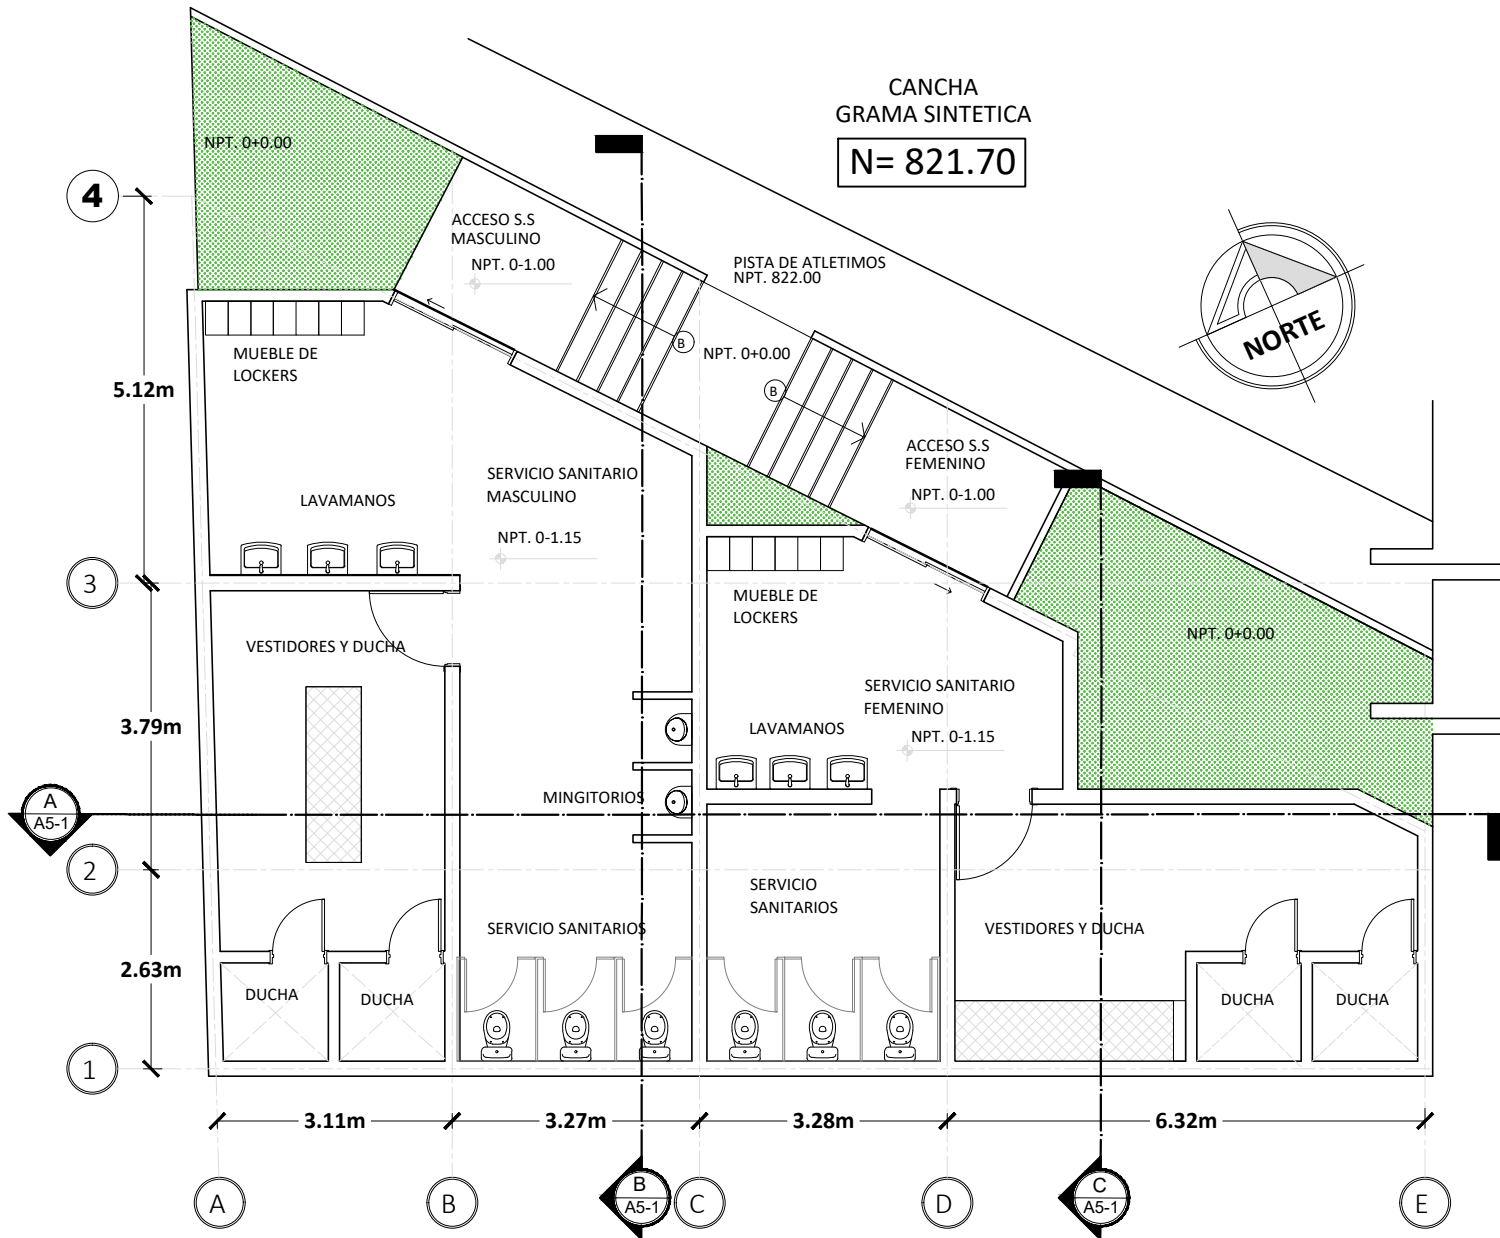 CANCHA
GRAMA SINTETICA
N= 821.70
NPT. 0+0.00
4
ACCESO S.S
MASCULINO
NPT. 0-1.00
PISTA DE ATLETIMOS
NPT. 822.00
NORTE
B
NPT. 0+0.00
B
MUEBLE DE
LOCKERS
5.12m
ACCESO S.S
FEMENINO
NPT. 0-1.00
SERVICIO SANITARIO
MASCULINO
LAVAMANOS
NPT. 0-1.15
3
MUEBLE DE
LOCKERS
NPT. 0+0.00
VESTIDORES Y DUCHA
SERVICIO SANITARIO
FEMENINO
3.79m
LAVAMANOS
NPT. 0-1.15
MINGITORIOS
A
A5-1
2
SERVICIO
SANITARIOS
SERVICIO SANITARIOS
VESTIDORES Y DUCHA
2.63m
DUCHA
DUCHA
DUCHA
DUCHA
1
3.11m
3.27m
3.28m
6.32m
A
B
B
A5-1
C
D
C
A5-1
E